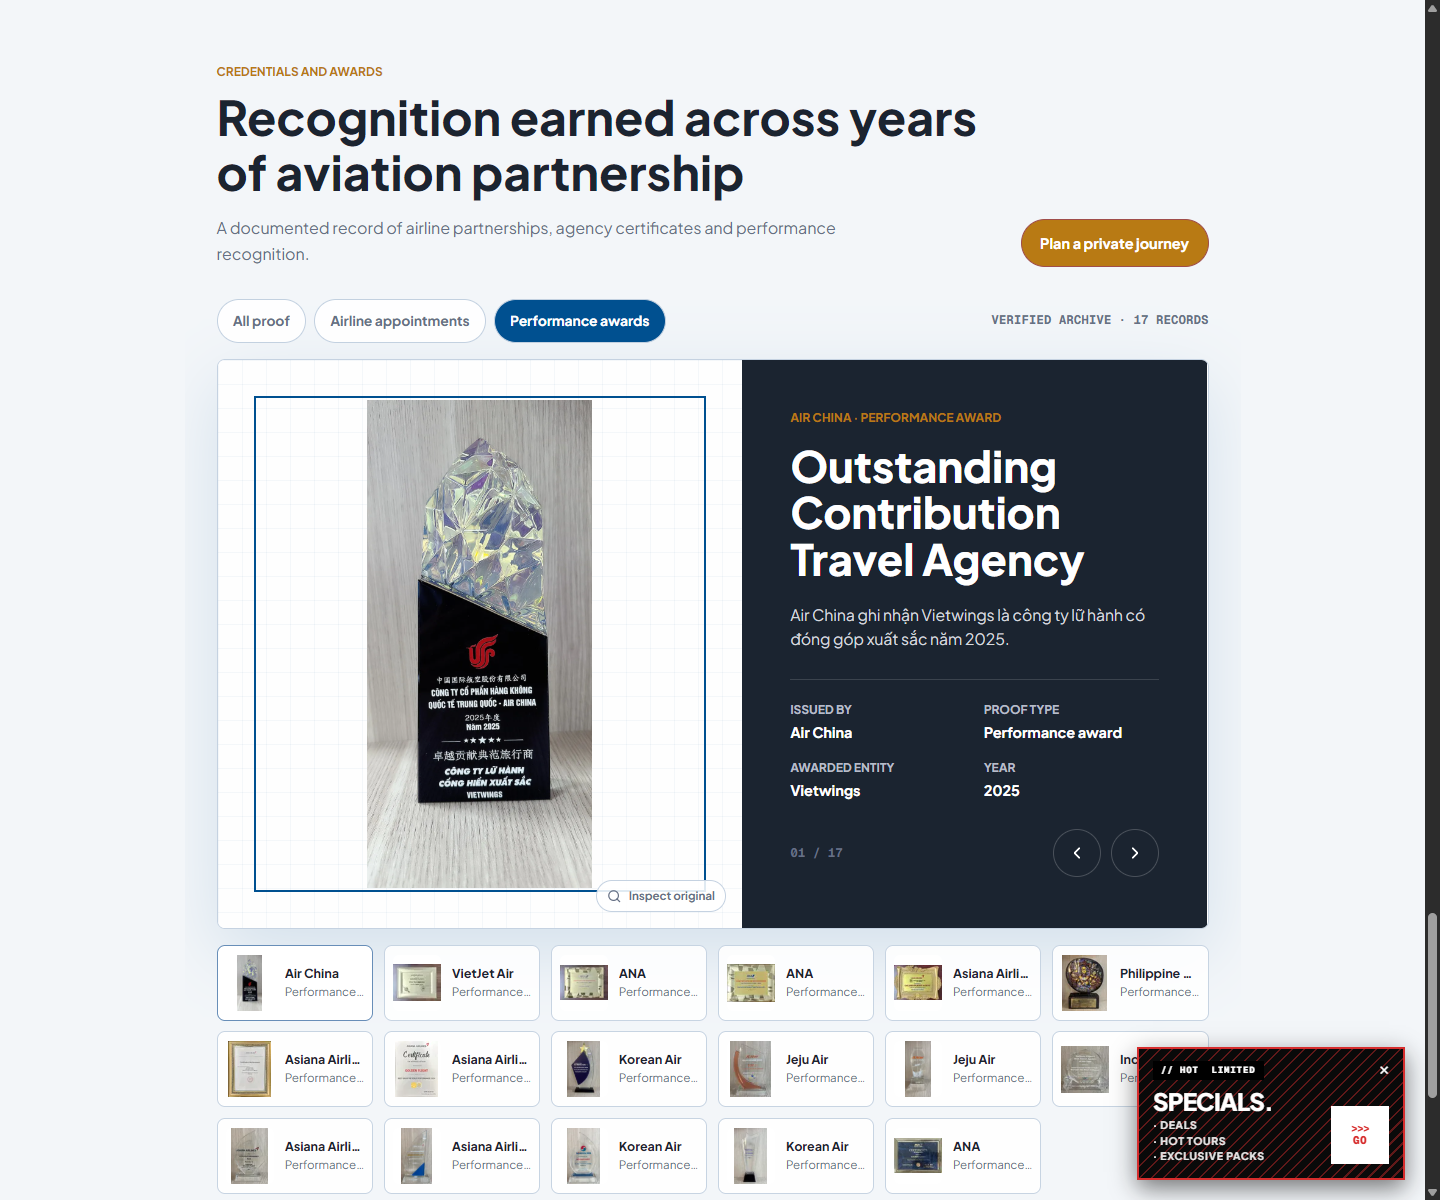 CREDENTIALS AND AWARDS
Recognition earned across years
of aviation partnership
A documented record of airline partnerships, agency certificates and performance
recognition.
Plan a private journey
All proof
Airline appointments
Performance awards
VERIFIED ARCHIVE · 17 RECORDS
中国国际航空股份有限公司
CÔNG TY CỔ PHẦN HÀNG KHÔNG
QUỐC TẾ TRUNG QUỐC - AIR CHINA
2025年度
Năm 2025
卓越贡献典范旅行商
CÔNG TY LỮ HÀNH
CỐNG HIẾN XUẤT SẮC
VIETWINGS
Inspect original
AIR CHINA · PERFORMANCE AWARD
Outstanding
Contribution
Travel Agency
Air China ghi nhận Vietwings là công ty lữ hành có
đóng góp xuất sắc năm 2025.
ISSUED BY
Air China
PROOF TYPE
Performance award
AWARDED ENTITY
Vietwings
YEAR
2025
01 / 17
Air China
Performance...
VietJet Air
Performance...
ANA
Performance...
ANA
Performance...
Asiana Airli...
Performance...
Philippine ...
Performance...
Asiana Airli...
Performance...
Certificate
Asiana Airli...
Performance...
Korean Air
Performance...
Jeju Air
Performance...
Jeju Air
Performance...
Asiana Airli...
Performance...
Asiana Airli...
Performance...
Korean Air
Performance...
Korean Air
Performance...
ANA
Performance...
// HOT LIMITED
SPECIALS.
· DEALS
· HOT TOURS
· EXCLUSIVE PACKS
>>>
GO